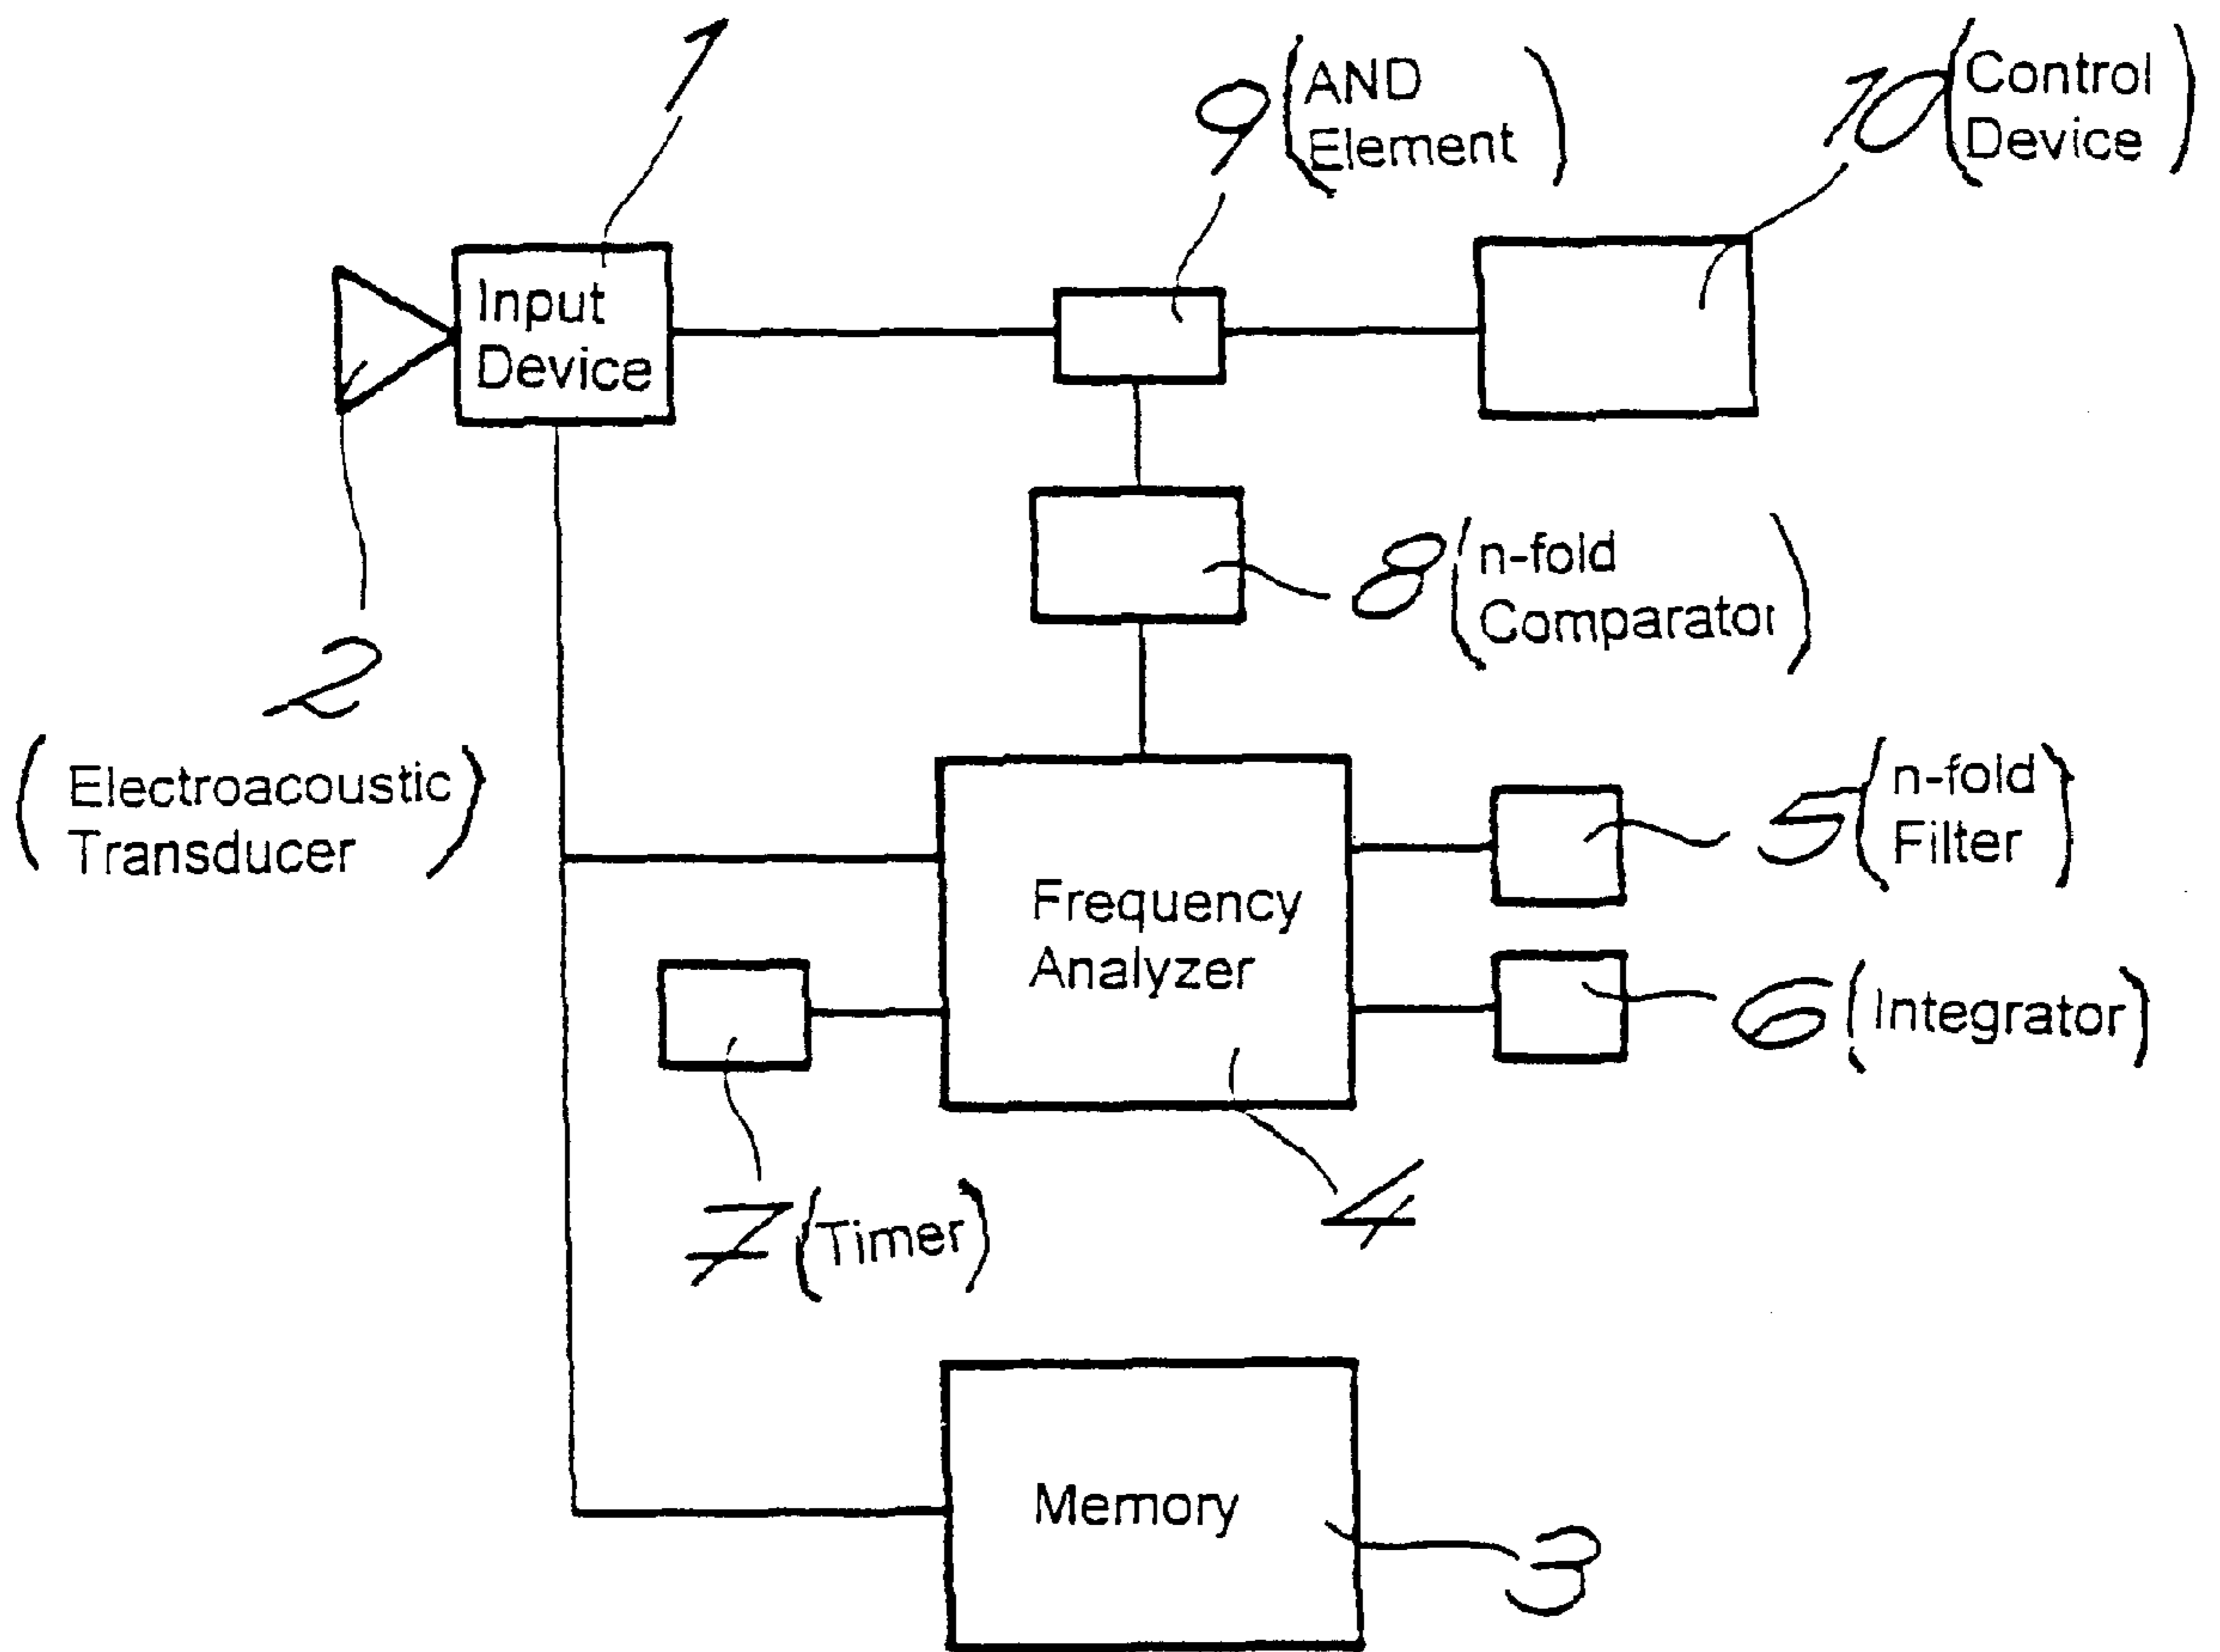 1
9 (AND
Element)
10 (Control
Device)
Input
Device
8 (n-fold
Comparator)
2
(Electroacoustic
Transducer)
5 (n-fold
Filter)
Frequency
Analyzer
6 (Integrator)
7 (Timer)
4
Memory
3